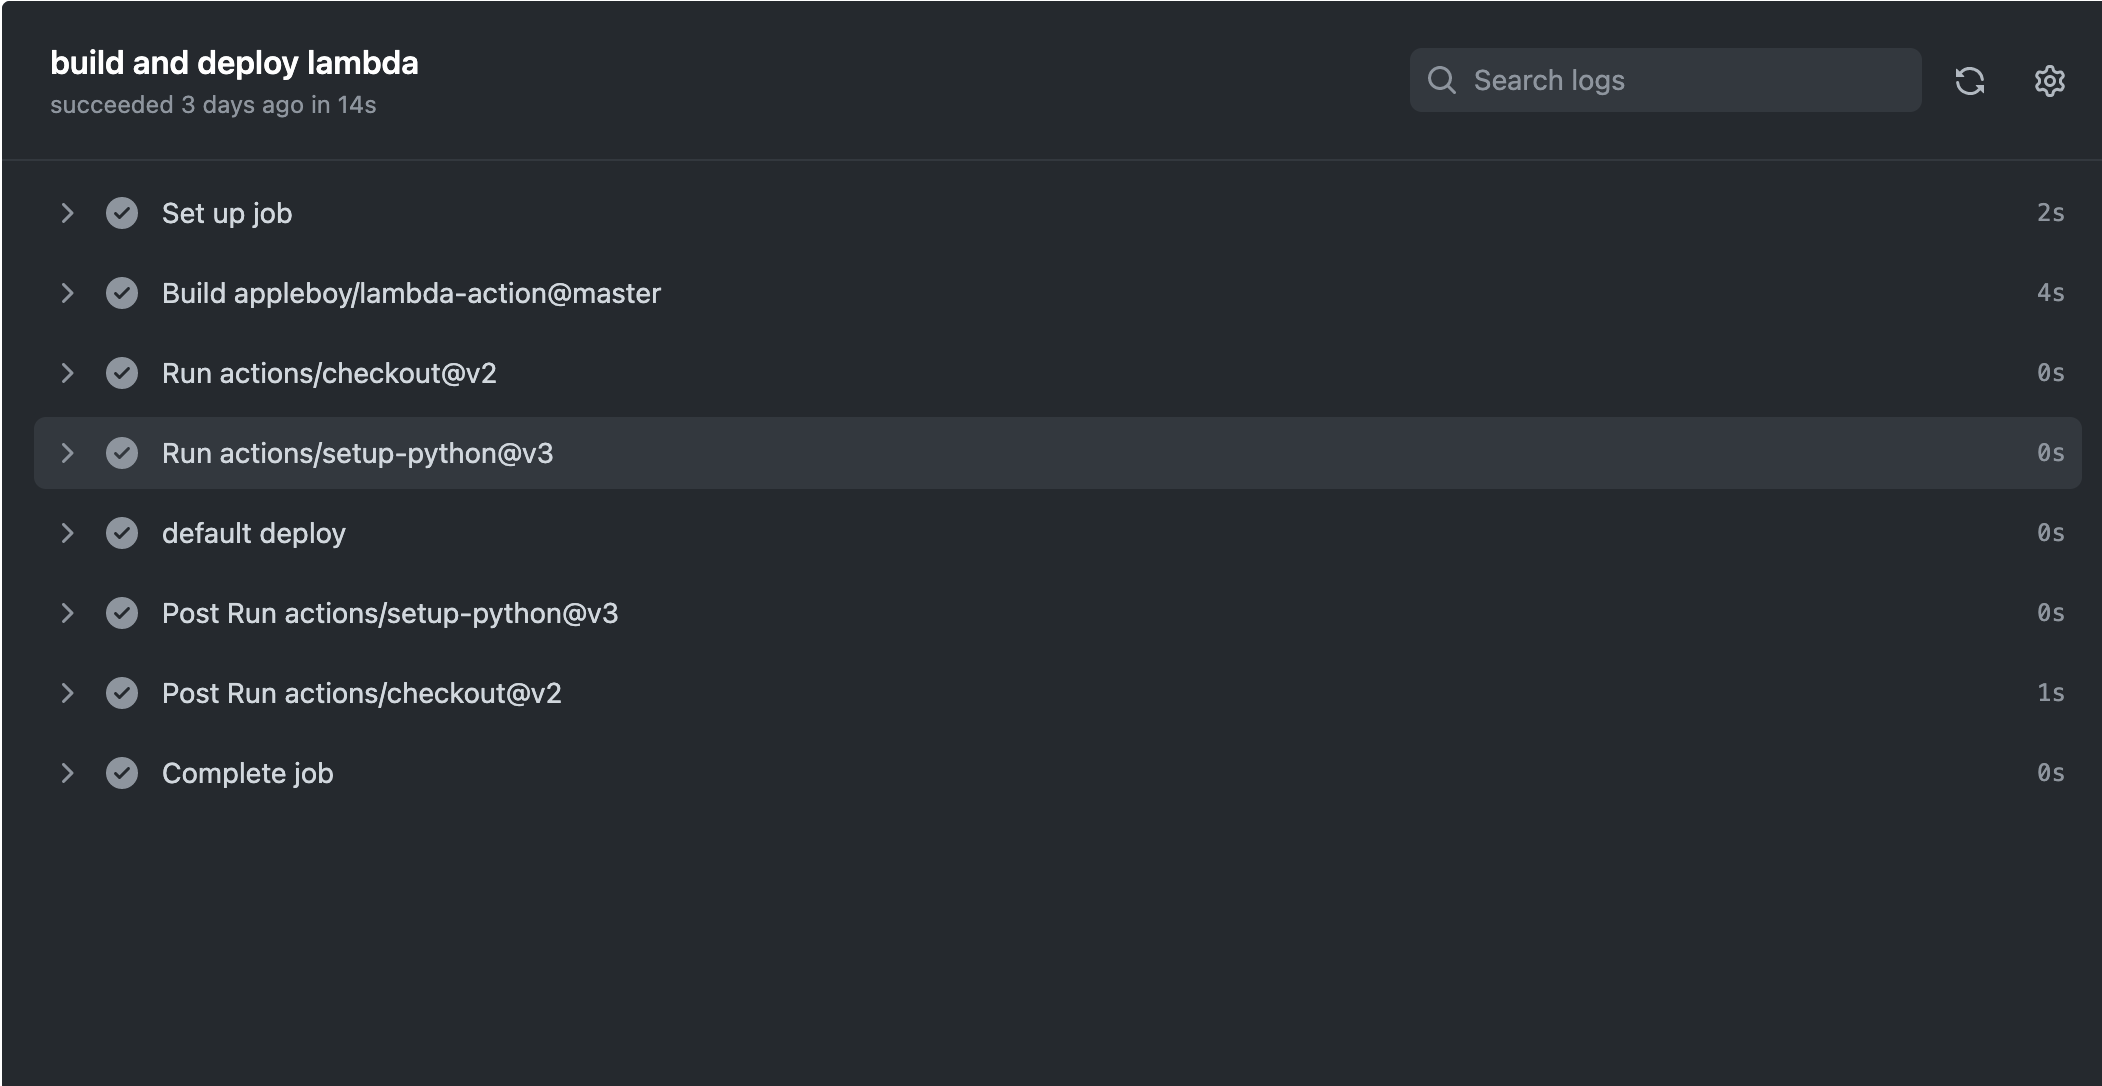 build and deploy lambda
succeeded 3 days ago in 14s
Search logs
Set up job 2s
Build appleboy/lambda-action@master 4s
Run actions/checkout@v2 0s
Run actions/setup-python@v3 0s
default deploy 0s
Post Run actions/setup-python@v3 0s
Post Run actions/checkout@v2 1s
Complete job 0s